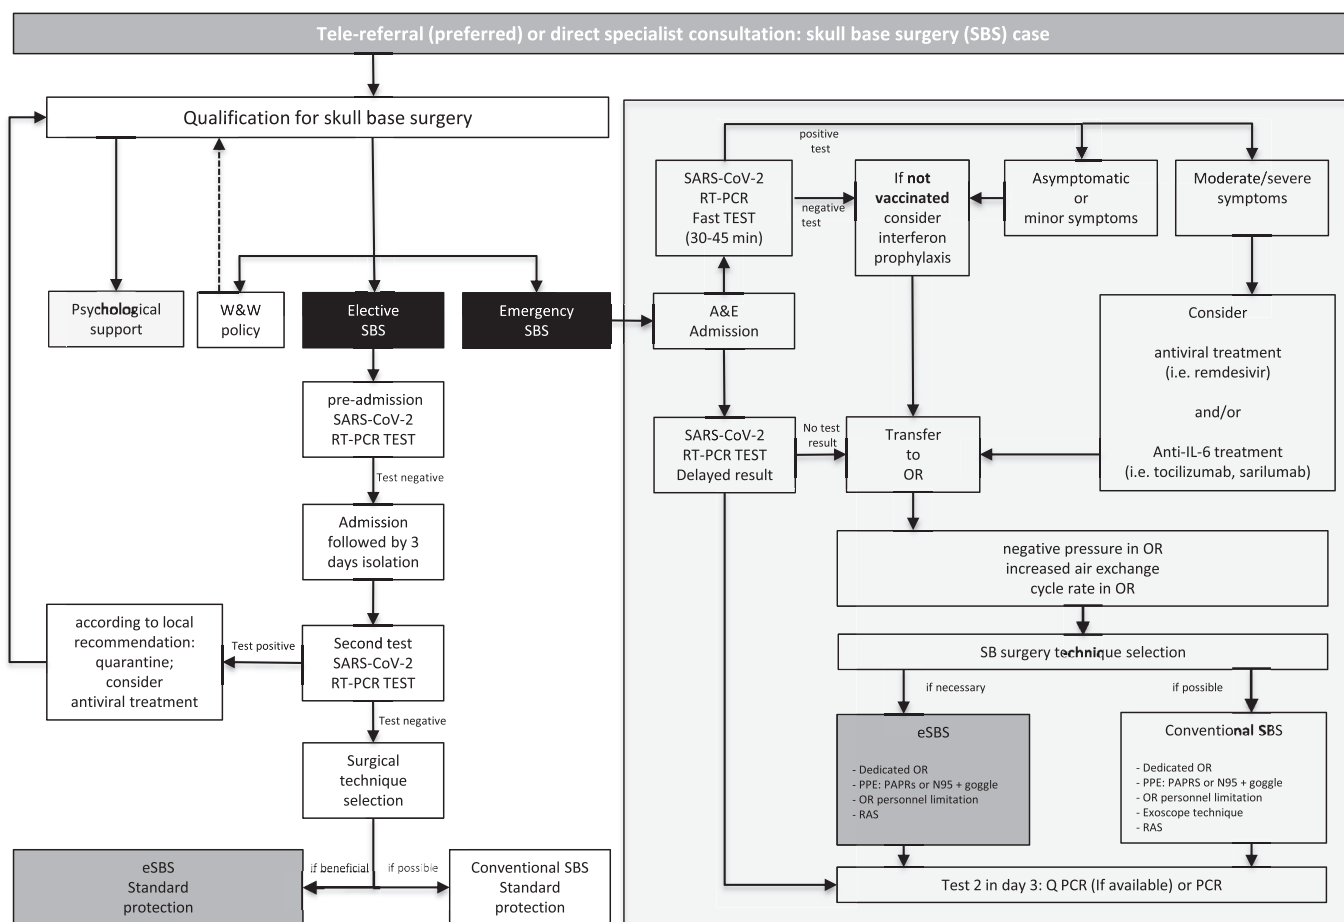 Tele-referral (preferred) or direct specialist consultation: skull base surgery (SBS) case
Qualification for skull base surgery
Psychological
support
W&W
policy
Elective
SBS
Emergency
SBS
pre-admission
SARS-CoV-2
RT-PCR TEST
Test negative
Admission
followed by 3
days isolation
Second test
SARS-CoV-2
RT-PCR TEST
Test positive
according to local
recommendation:
quarantine;
consider
antiviral treatment
Test negative
Surgical
technique
selection
if beneficial
if possible
eSBS
Standard
protection
Conventional SBS
Standard
protection
A&E
Admission
SARS-CoV-2
RT-PCR
Fast TEST
(30-45 min)
positive
test
negative
test
If not
vaccinated
consider
interferon
prophylaxis
Asymptomatic
or
minor symptoms
Moderate/severe
symptoms
Consider
antiviral treatment
(i.e. remdesivir)
and/or
Anti-IL-6 treatment
(i.e. tocilizumab, sarilumab)
SARS-CoV-2
RT-PCR TEST
Delayed result
No test
result
Transfer
to
OR
negative pressure in OR
increased air exchange
cycle rate in OR
SB surgery technique selection
if necessary
if possible
eSBS
- Dedicated OR
- PPE: PAPRs or N95 + goggle
- OR personnel limitation
- RAS
Conventional SBS
- Dedicated OR
- PPE: PAPRS or N95 + goggle
- OR personnel limitation
- Exoscope technique
- RAS
Test 2 in day 3: Q PCR (If available) or PCR